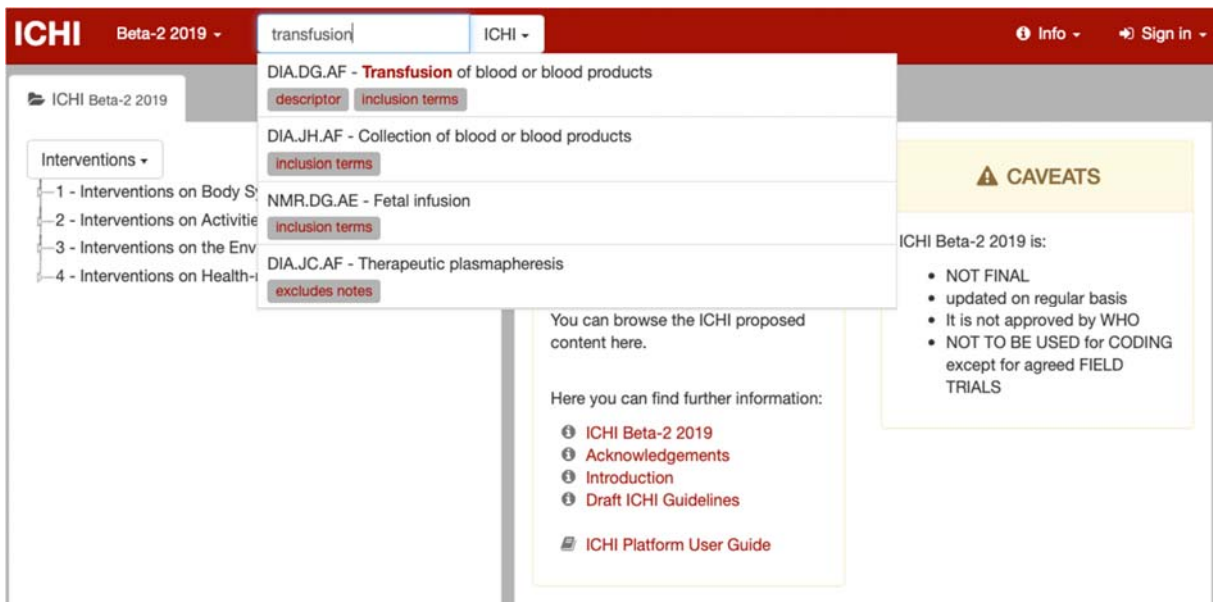 ICHI Beta-2 2019 transfusion ICHI Info Sign in
DIA.DG.AF - Transfusion of blood or blood products
descriptor inclusion terms
DIA.JH.AF - Collection of blood or blood products
inclusion terms
NMR.DG.AE - Fetal infusion
inclusion terms
DIA.JC.AF - Therapeutic plasmapheresis
excludes notes
ICHI Beta-2 2019
Interventions
1 - Interventions on Body
2 - Interventions on
3 - Interventions on the
4 - Interventions on
You can browse the ICHI proposed
content here.
Here you can find further information:
ICHI Beta-2 2019
Acknowledgements
Introduction
Draft ICHI Guidelines
ICHI Platform User Guide
CAVEATS
ICHI Beta-2 2019 is:
• NOT FINAL
• updated on regular basis
• It is not approved by WHO
• NOT TO BE USED for CODING
except for agreed FIELD
TRIALS